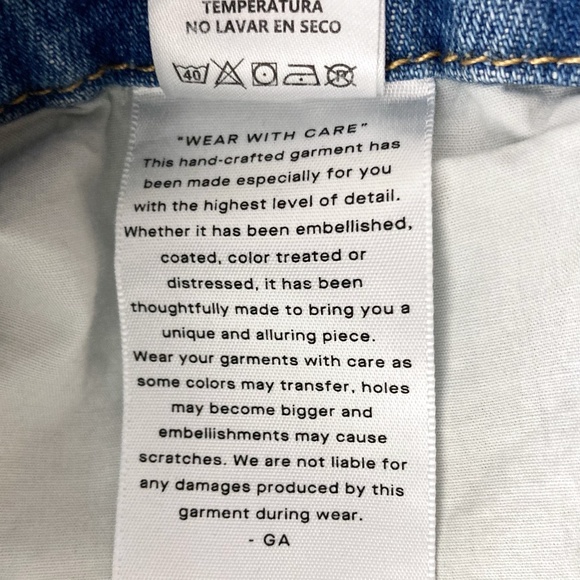 TEMPERATURA
NO LAVAR EN SECO
40
"WEAR WITH CARE"
This hand-crafted garment has
been made especially for you
with the highest level of detail.
Whether it has been embellished,
coated, color treated or
distressed, it has been
thoughtfully made to bring you a
unique and alluring piece.
Wear your garments with care as
some colors may transfer, holes
may become bigger and
embellishments may cause
scratches. We are not liable for
any damages produced by this
garment during wear.
- GA